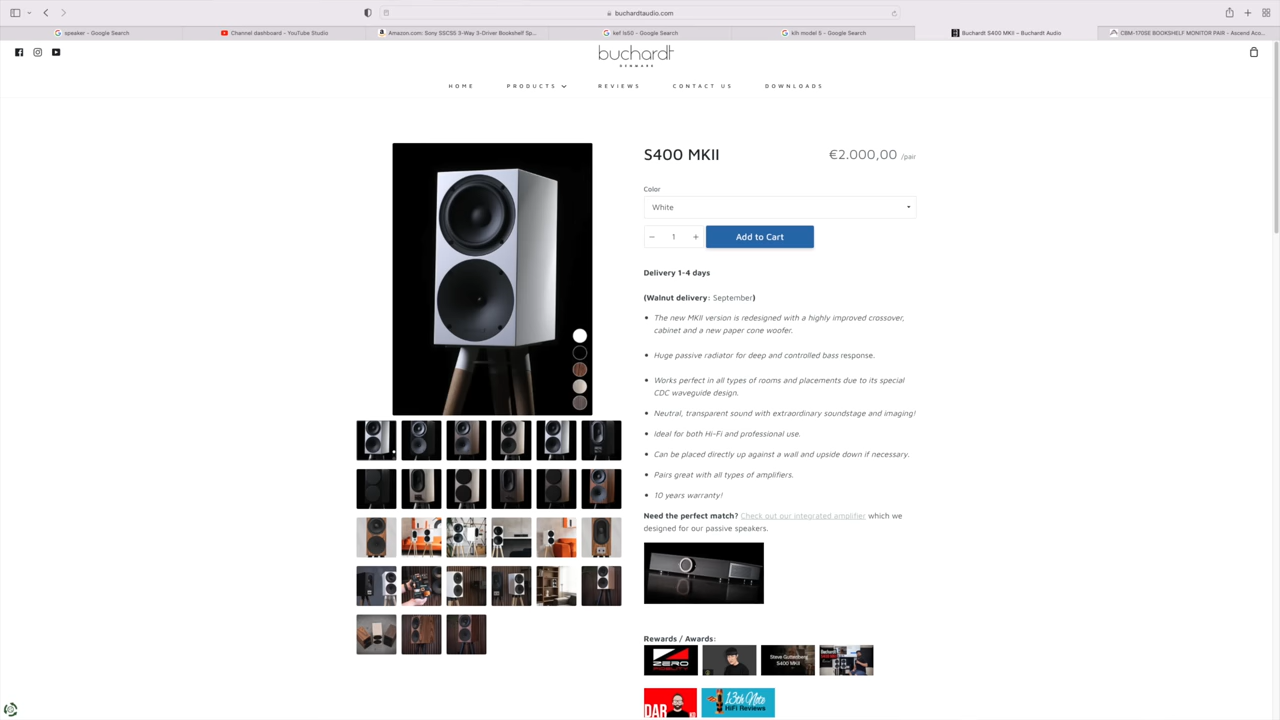 buchardtaudio.com
speaker – Google Search
Channel dashboard - YouTube Studio
Amazon.com: Sony SSCS5 3-Way 3-Driver Bookshelf Sp...
kef ls50 - Google Search
klh model 5 - Google Search
Buchardt S400 MKII – Buchardt Audio
CBM-170SE BOOKSHELF MONITOR PAIR - Ascend Aco...
buchardt
DENMARK
HOME
PRODUCTS
REVIEWS
CONTACT US
DOWNLOADS
S400 MKII
€2.000,00 /pair
Color
White
− 1 +
Add to Cart
Delivery 1-4 days
(Walnut delivery: September)
• The new MKII version is redesigned with a highly improved crossover,
cabinet and a new paper cone woofer.
• Huge passive radiator for deep and controlled bass response.
• Works perfect in all types of rooms and placements due to its special
CDC waveguide design.
• Neutral, transparent sound with extraordinary soundstage and imaging!
• Ideal for both Hi-Fi and professional use.
• Can be placed directly up against a wall and upside down if necessary.
• Pairs great with all types of amplifiers.
• 10 years warranty!
Need the perfect match? Check out our integrated amplifier which we
designed for our passive speakers.
Rewards / Awards:
ZERO
FIDELITY
Steve Guttenberg
S400 MKII
DAR
13th Note
HiFi Reviews